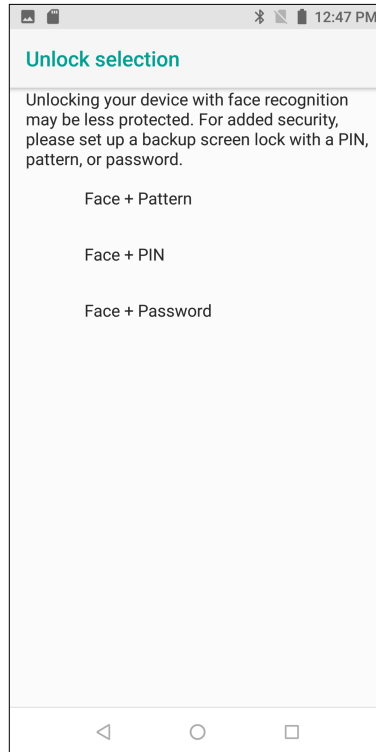 12:47 PM
Unlock selection
Unlocking your device with face recognition
may be less protected. For added security,
please set up a backup screen lock with a PIN,
pattern, or password.
Face + Pattern
Face + PIN
Face + Password